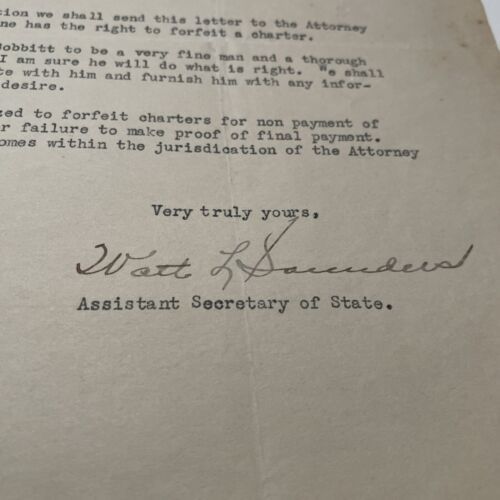 tion we shall send this letter to the Attorney
ne has the right to forfeit a charter.
Bobbitt to be a very fine man and a thorough
I am sure he will do what is right. We shall
te with him and furnish him with any infor-
desire.
zed to forfeit charters for non payment of
r failure to make proof of final payment.
omes within the jurisdication of the Attorney
Very truly yours,
Watt L Saunders
Assistant Secretary of State.